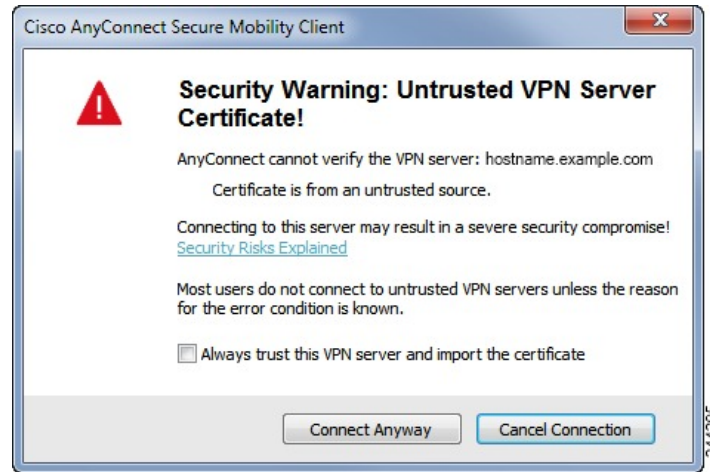 Cisco AnyConnect Secure Mobility Client
Security Warning: Untrusted VPN Server
Certificate!
AnyConnect cannot verify the VPN server: hostname.example.com
Certificate is from an untrusted source.
Connecting to this server may result in a severe security compromise!
Security Risks Explained
Most users do not connect to untrusted VPN servers unless the reason
for the error condition is known.
Always trust this VPN server and import the certificate
Connect Anyway
Cancel Connection